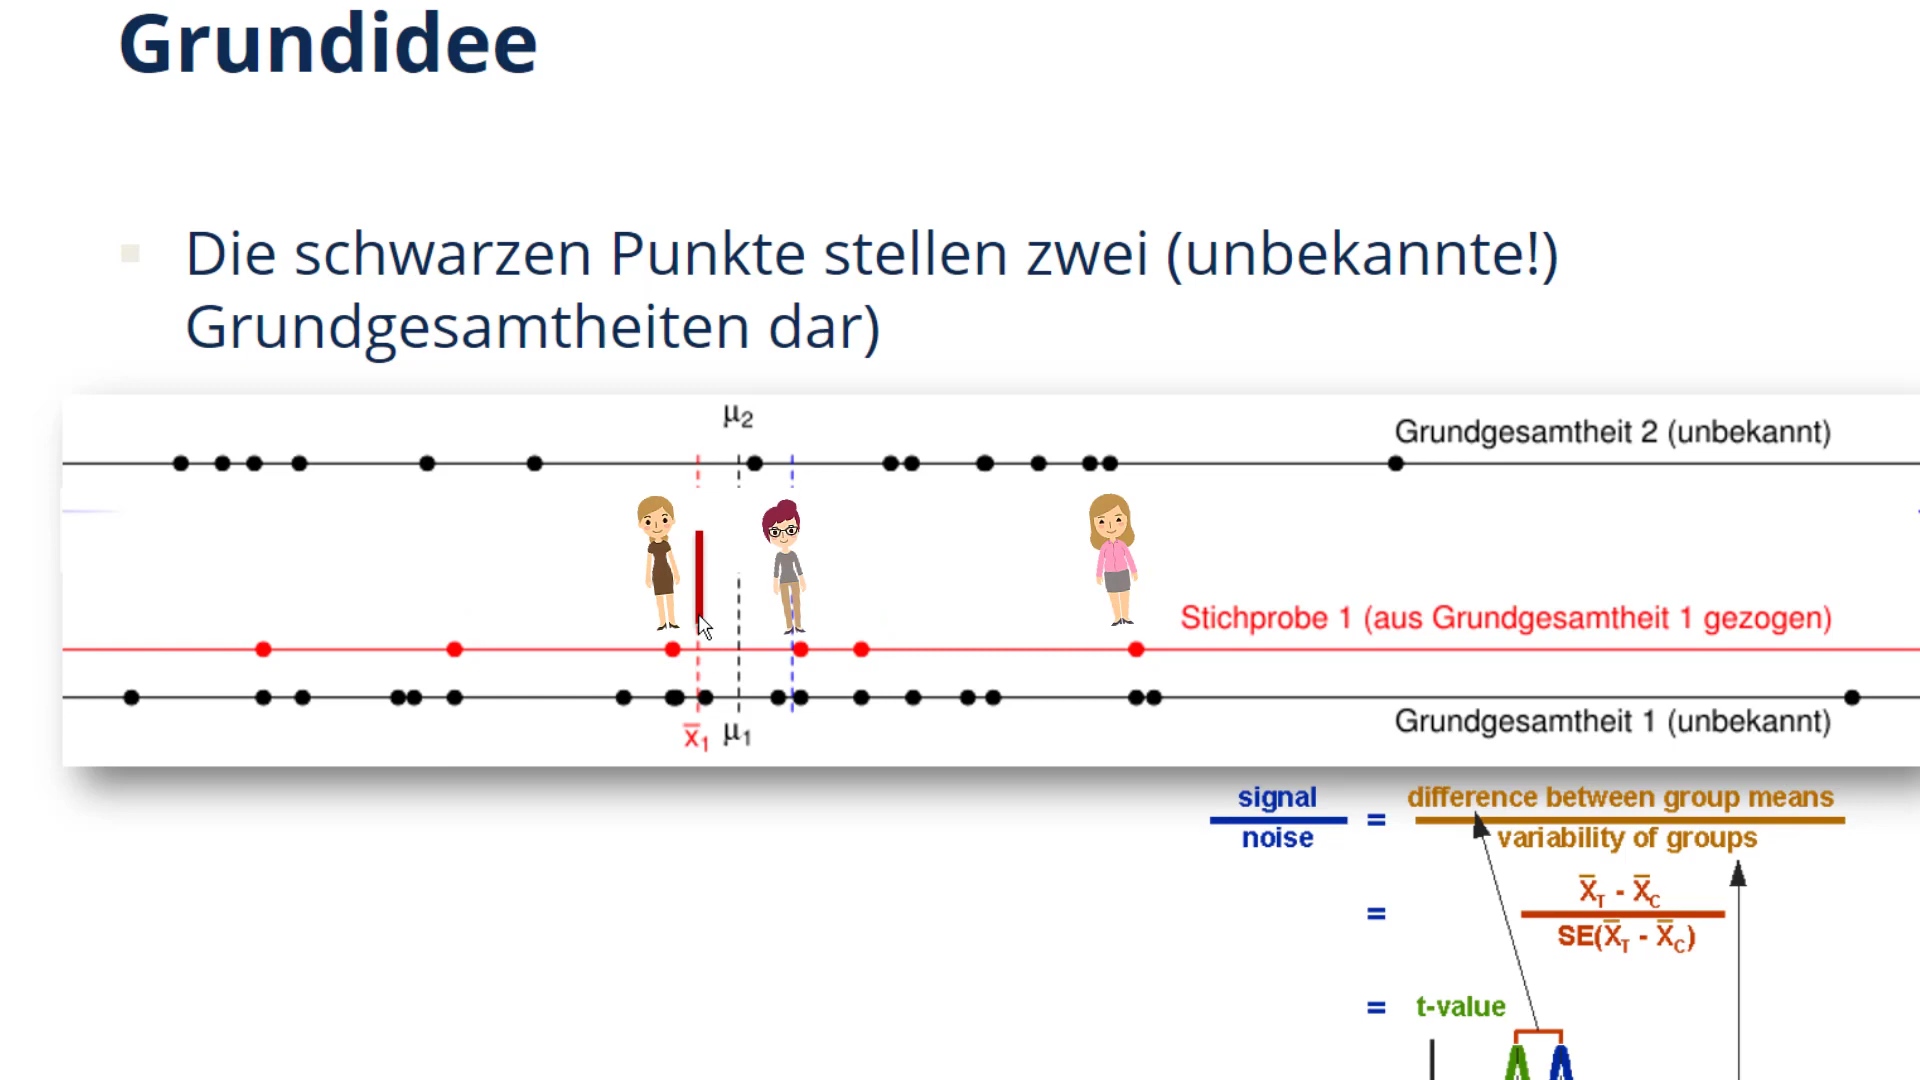 Grundidee
Die schwarzen Punkte stellen zwei (unbekannte!)
Grundgesamtheiten dar)
μ2
Grundgesamtheit 2 (unbekannt)
Stichprobe 1 (aus Grundgesamtheit 1 gezogen)
x̅1 μ1
Grundgesamtheit 1 (unbekannt)
signal = difference between group means
noise variability of groups
= X̅T - X̅C
SE(X̅T - X̅C)
= t-value